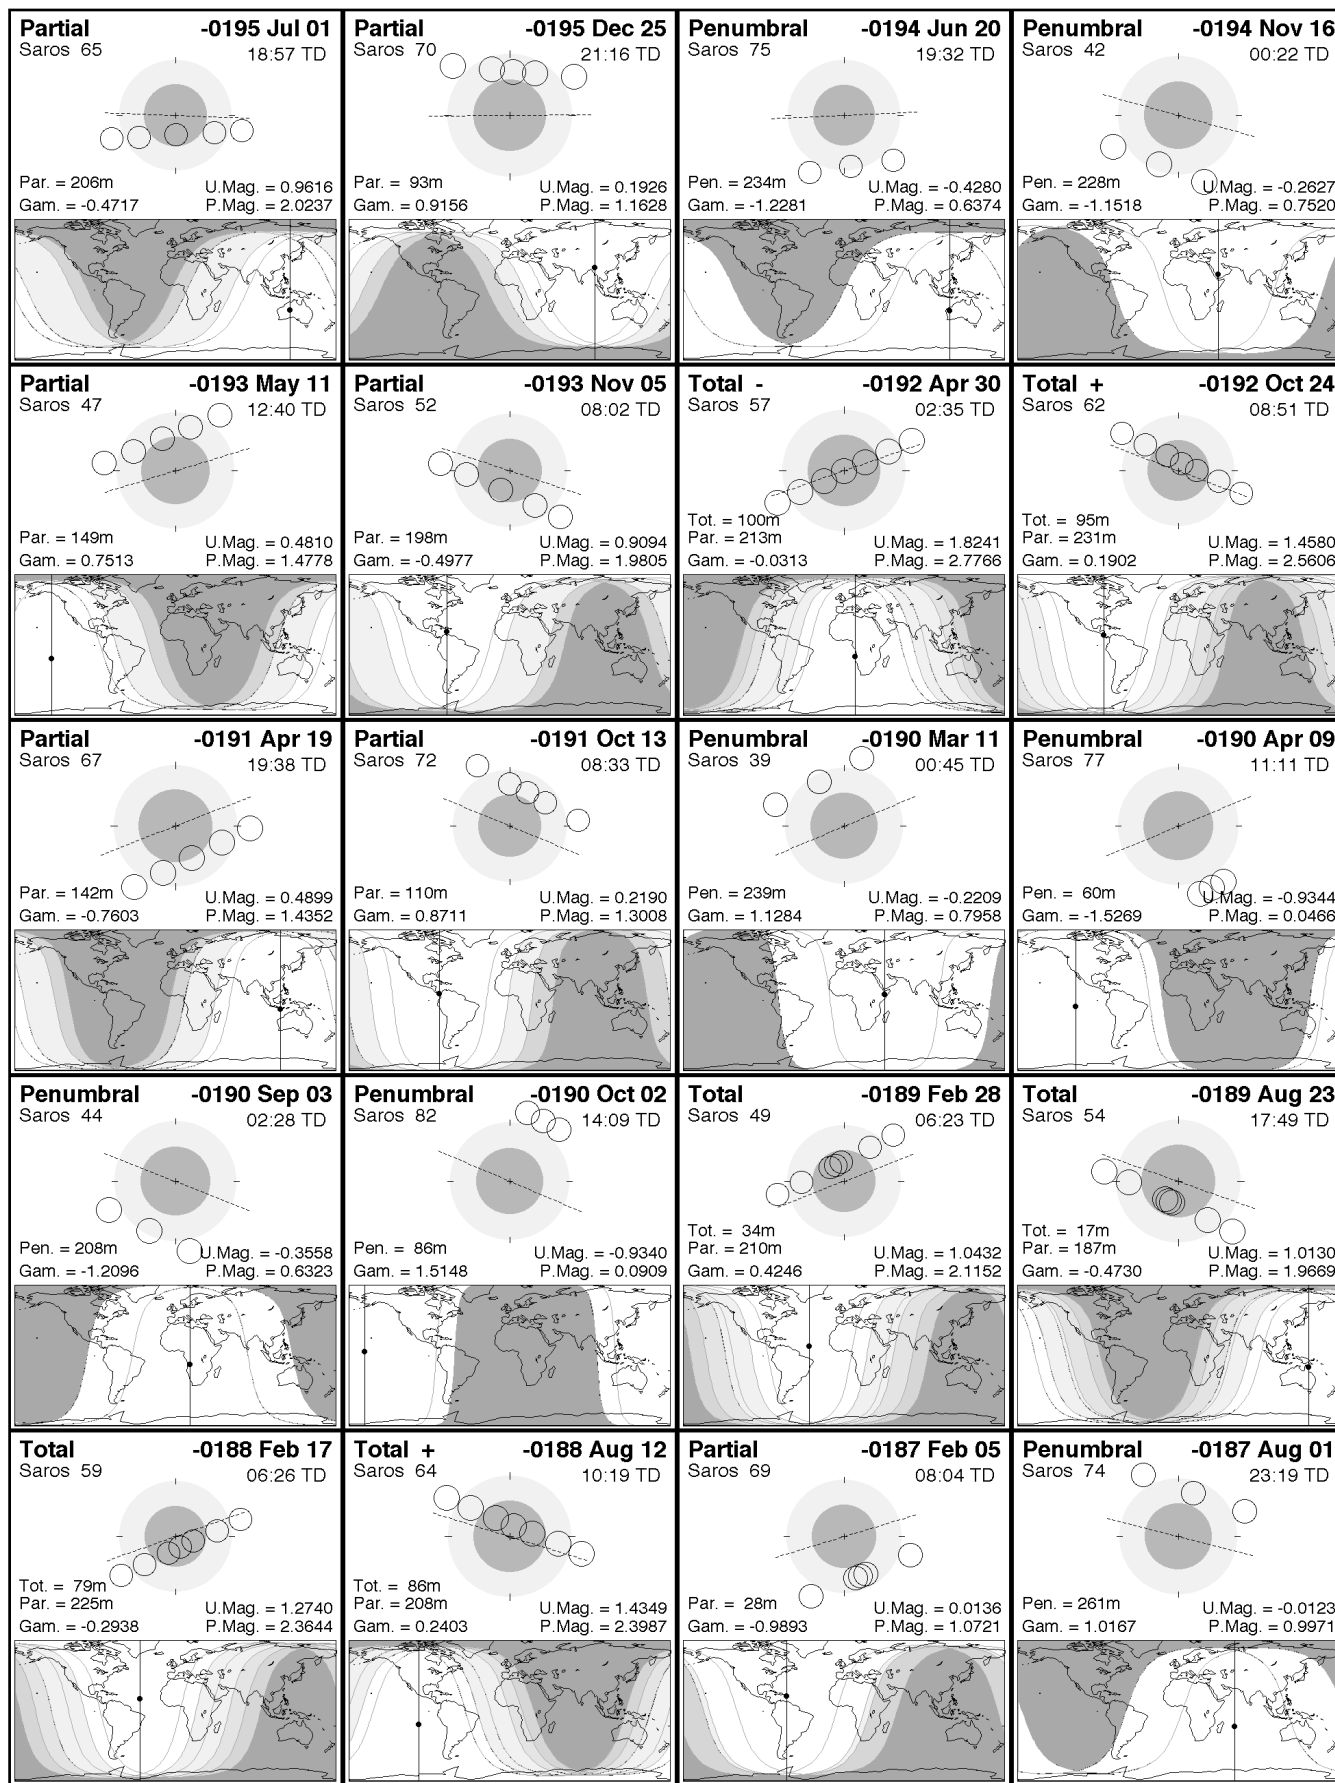 Partial -0195 Jul 01
Saros 65 18:57 TD
Par. = 206m U.Mag. = 0.9616
Gam. = -0.4717 P.Mag. = 2.0237
Partial -0195 Dec 25
Saros 70 21:16 TD
Par. = 93m U.Mag. = 0.1926
Gam. = 0.9156 P.Mag. = 1.1628
Penumbral -0194 Jun 20
Saros 75 19:32 TD
Pen. = 234m U.Mag. = -0.4280
Gam. = -1.2281 P.Mag. = 0.6374
Penumbral -0194 Nov 16
Saros 42 00:22 TD
Pen. = 228m U.Mag. = -0.2627
Gam. = -1.1518 P.Mag. = 0.7520
Partial -0193 May 11
Saros 47 12:40 TD
Par. = 149m U.Mag. = 0.4810
Gam. = 0.7513 P.Mag. = 1.4778
Partial -0193 Nov 05
Saros 52 08:02 TD
Par. = 198m U.Mag. = 0.9094
Gam. = -0.4977 P.Mag. = 1.9805
Total - -0192 Apr 30
Saros 57 02:35 TD
Tot. = 100m
Par. = 213m U.Mag. = 1.8241
Gam. = -0.0313 P.Mag. = 2.7766
Total + -0192 Oct 24
Saros 62 08:51 TD
Tot. = 95m
Par. = 231m U.Mag. = 1.4580
Gam. = 0.1902 P.Mag. = 2.5606
Partial -0191 Apr 19
Saros 67 19:38 TD
Par. = 142m U.Mag. = 0.4899
Gam. = -0.7603 P.Mag. = 1.4352
Partial -0191 Oct 13
Saros 72 08:33 TD
Par. = 110m U.Mag. = 0.2190
Gam. = 0.8711 P.Mag. = 1.3008
Penumbral -0190 Mar 11
Saros 39 00:45 TD
Pen. = 239m U.Mag. = -0.2209
Gam. = 1.1284 P.Mag. = 0.7958
Penumbral -0190 Apr 09
Saros 77 11:11 TD
Pen. = 60m U.Mag. = -0.9344
Gam. = -1.5269 P.Mag. = 0.0466
Penumbral -0190 Sep 03
Saros 44 02:28 TD
Pen. = 208m U.Mag. = -0.3558
Gam. = -1.2096 P.Mag. = 0.6323
Penumbral -0190 Oct 02
Saros 82 14:09 TD
Pen. = 86m U.Mag. = -0.9340
Gam. = 1.5148 P.Mag. = 0.0909
Total -0189 Feb 28
Saros 49 06:23 TD
Tot. = 34m
Par. = 210m U.Mag. = 1.0432
Gam. = 0.4246 P.Mag. = 2.1152
Total -0189 Aug 23
Saros 54 17:49 TD
Tot. = 17m
Par. = 187m U.Mag. = 1.0130
Gam. = -0.4730 P.Mag. = 1.9669
Total -0188 Feb 17
Saros 59 06:26 TD
Tot. = 79m
Par. = 225m U.Mag. = 1.2740
Gam. = -0.2938 P.Mag. = 2.3644
Total + -0188 Aug 12
Saros 64 10:19 TD
Tot. = 86m
Par. = 208m U.Mag. = 1.4349
Gam. = 0.2403 P.Mag. = 2.3987
Partial -0187 Feb 05
Saros 69 08:04 TD
Par. = 28m U.Mag. = 0.0136
Gam. = -0.9893 P.Mag. = 1.0721
Penumbral -0187 Aug 01
Saros 74 23:19 TD
Pen. = 261m U.Mag. = -0.0123
Gam. = 1.0167 P.Mag. = 0.9971